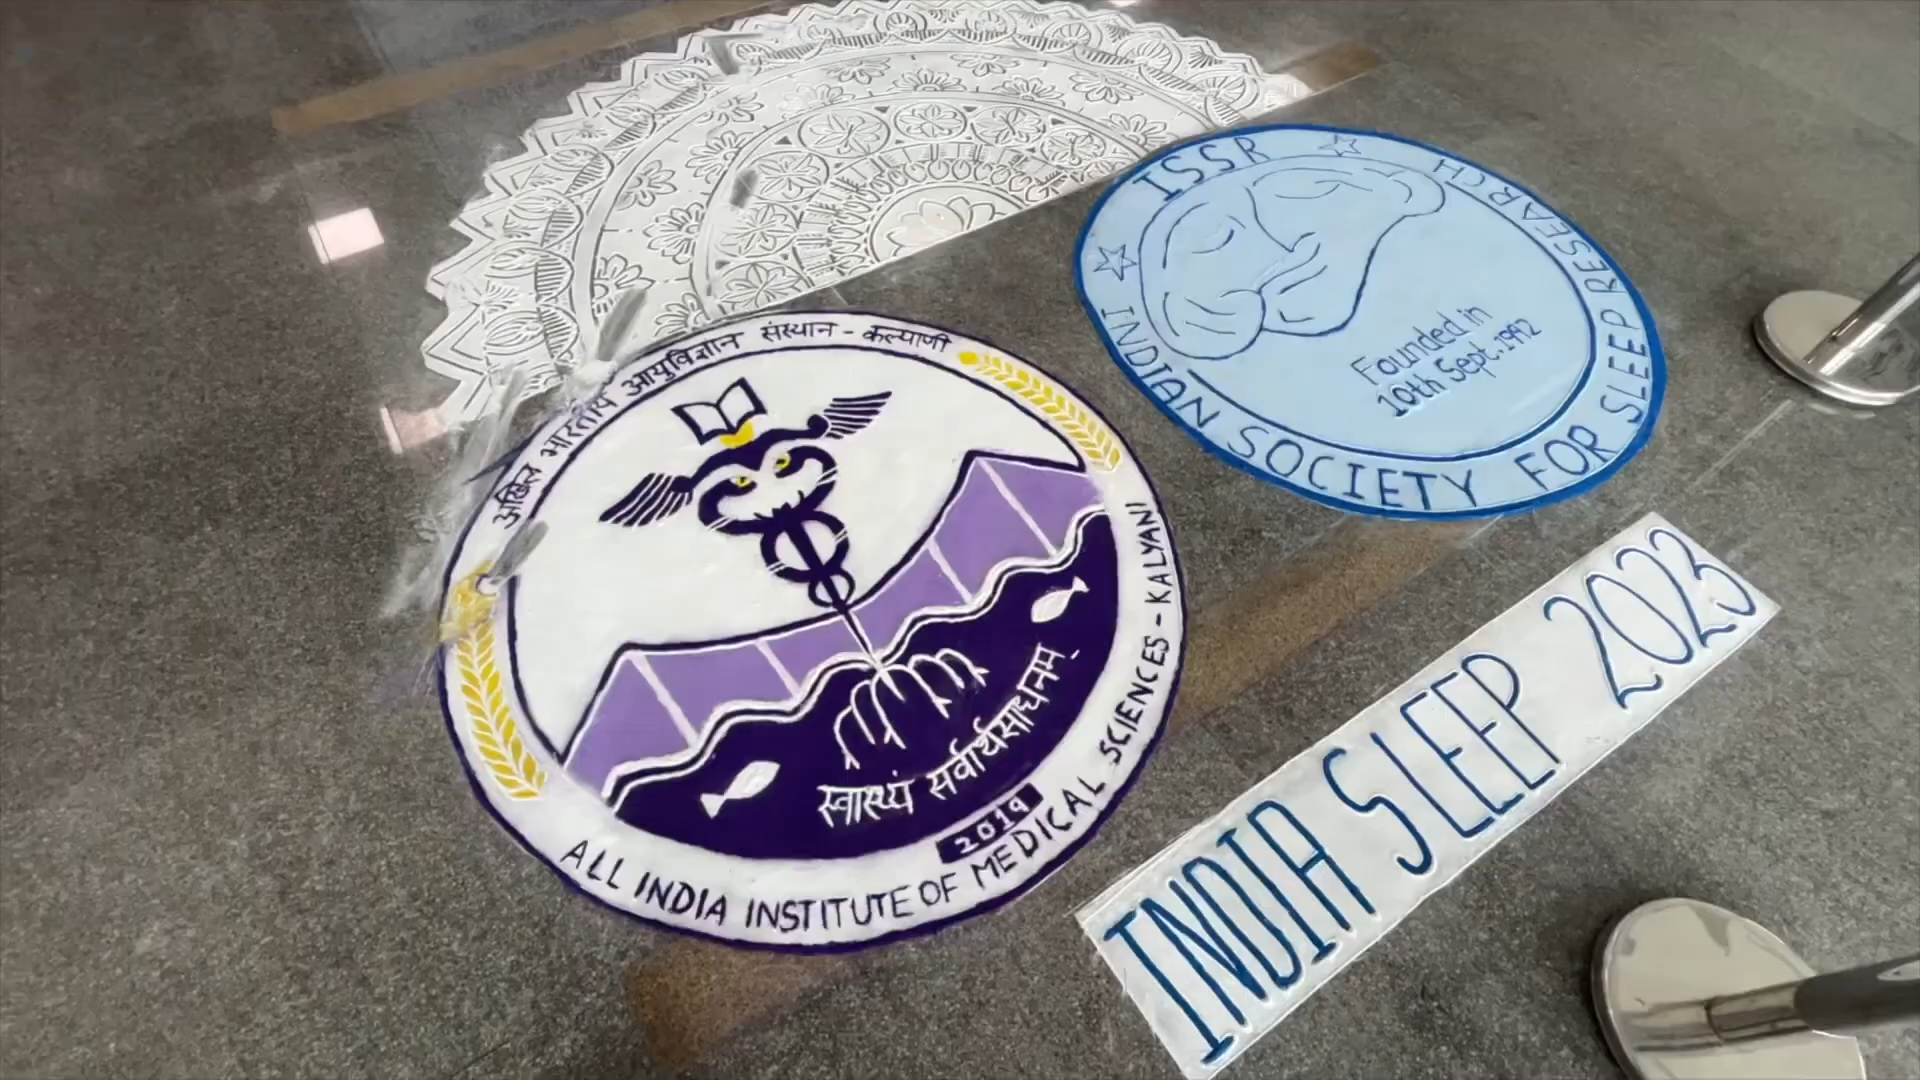 अखिल भारतीय आयुर्विज्ञान संस्थान - कल्याणी
स्वास्थ्यं सर्वार्थसाधनम्
2019
ALL INDIA INSTITUTE OF MEDICAL SCIENCES - KALYANI
ISSR
INDIAN SOCIETY FOR SLEEP RESEARCH
Founded in
10th Sept. 1992
INDIA SLEEP 2023